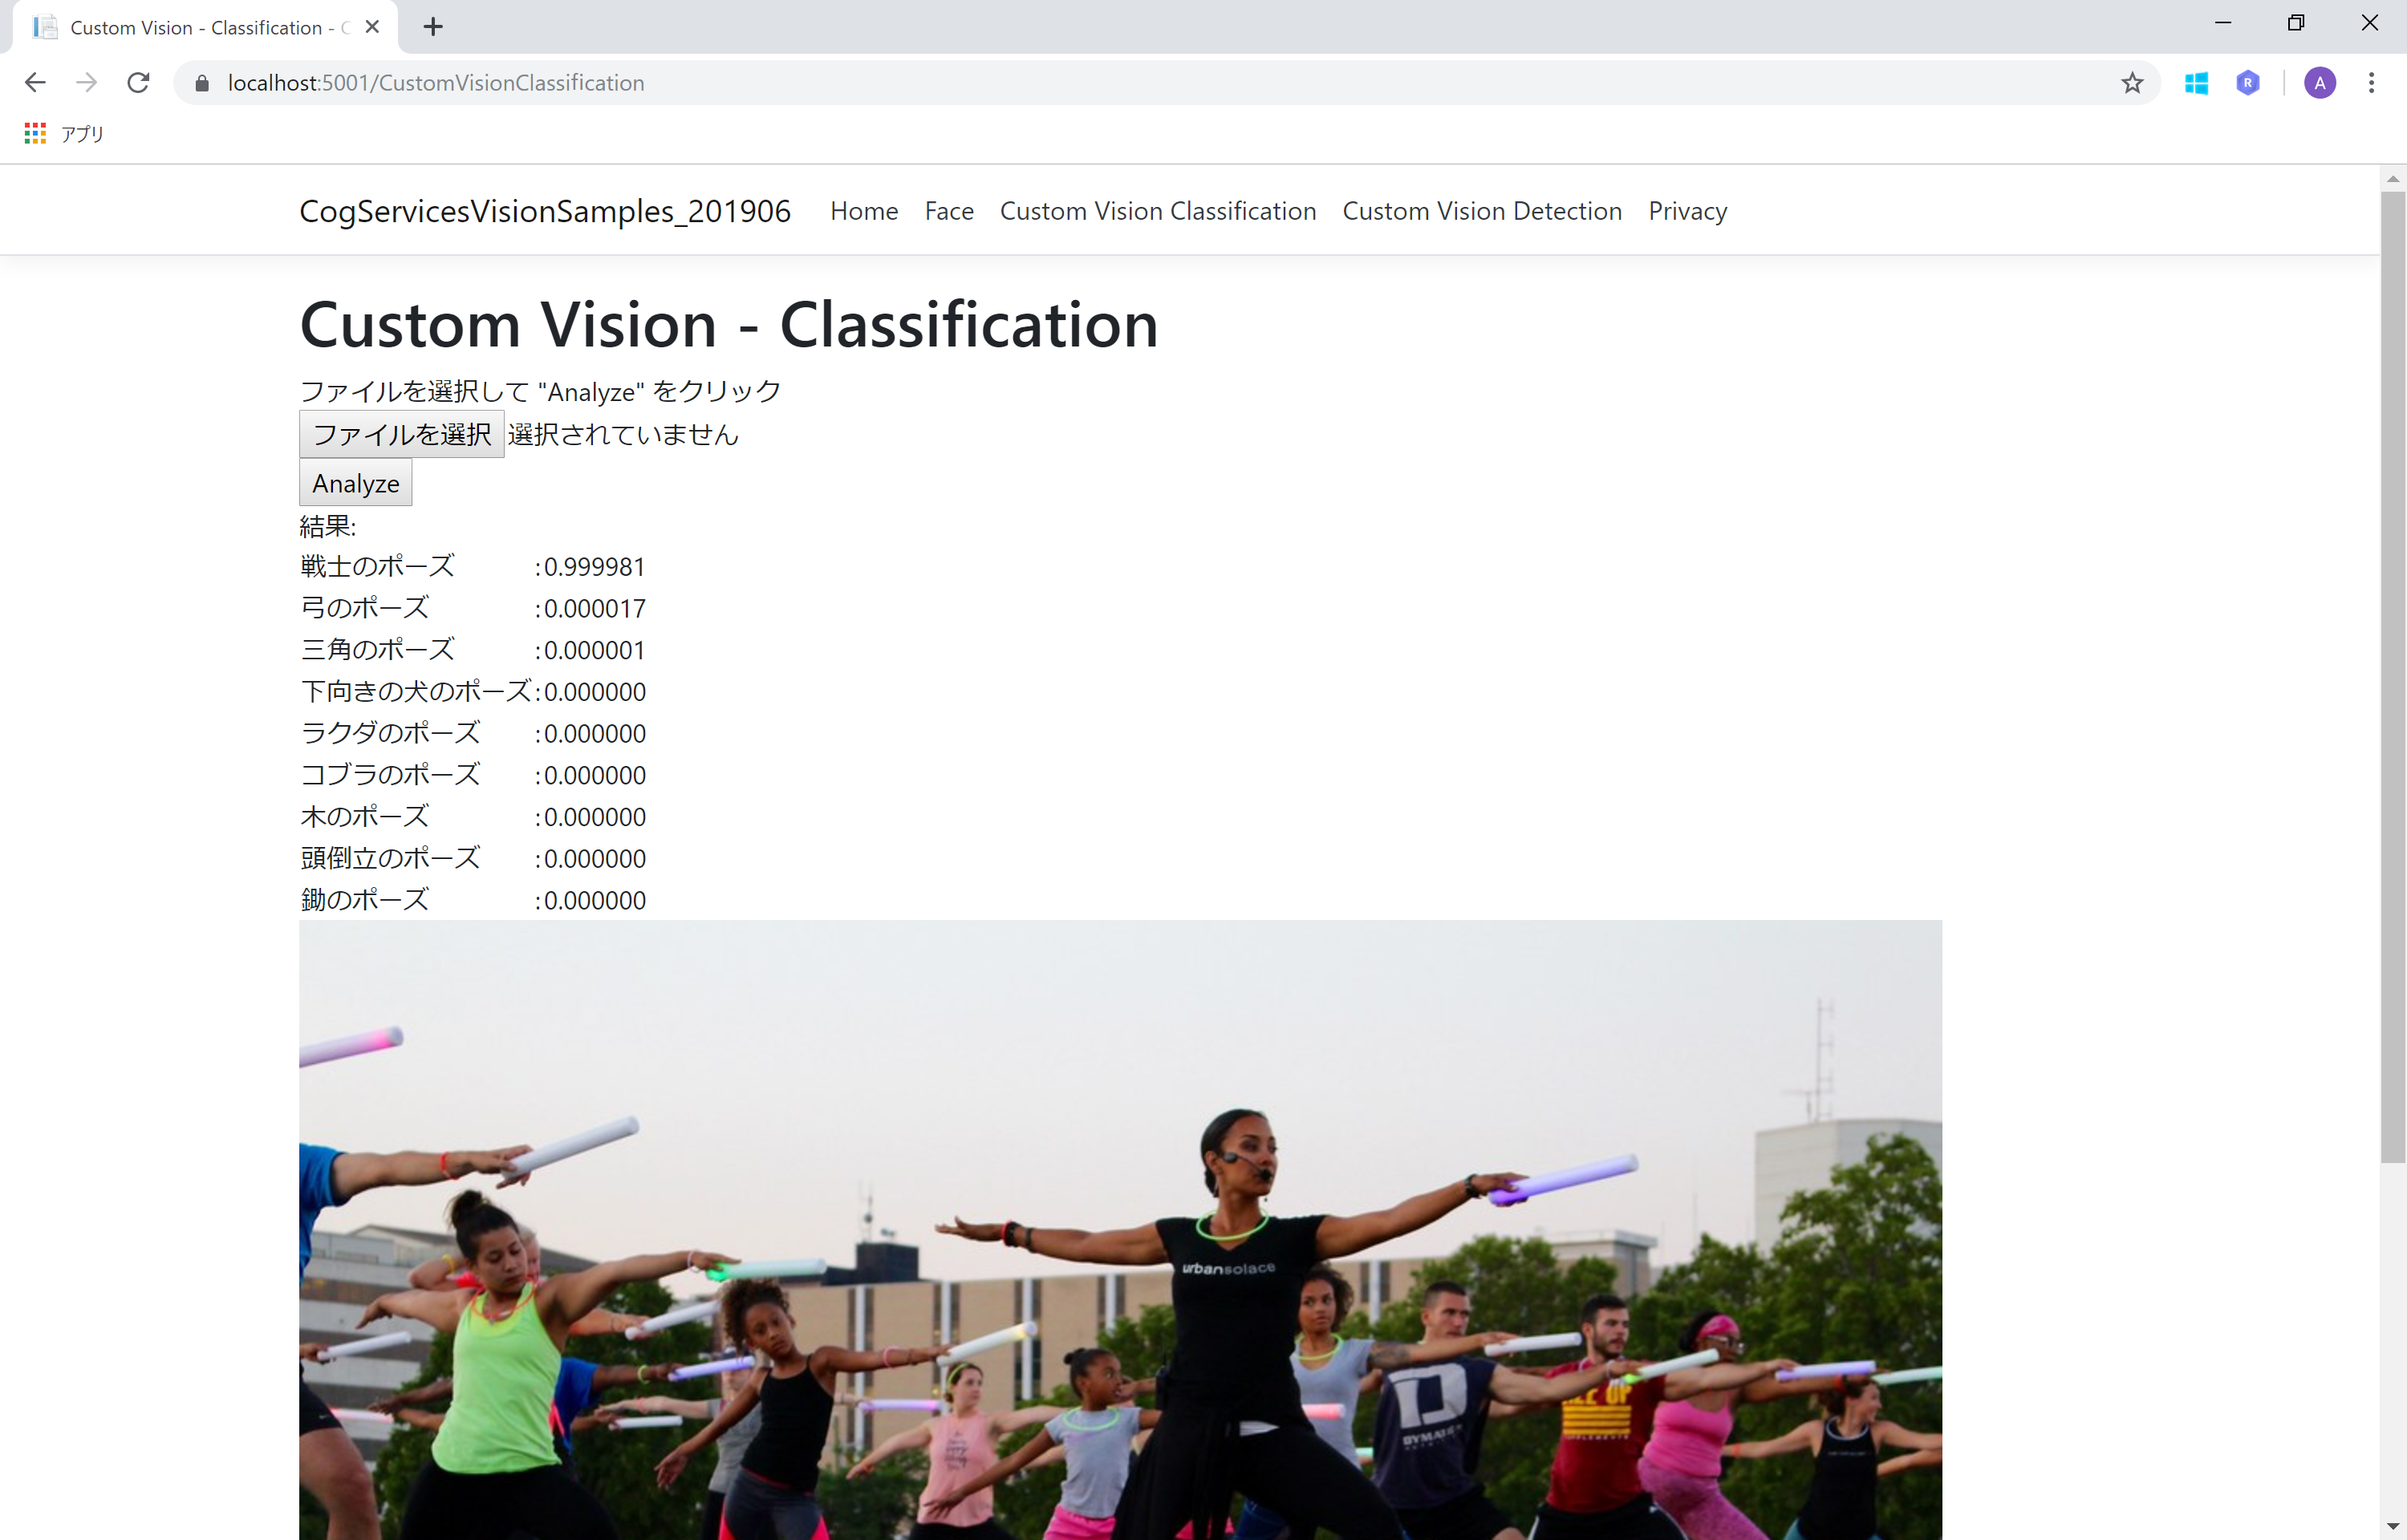 Custom Vision - Classification -
localhost:5001/CustomVisionClassification
R
A
アプリ
CogServicesVisionSamples_201906 Home Face Custom Vision Classification Custom Vision Detection Privacy
Custom Vision - Classification
ファイルを選択して "Analyze" をクリック
ファイルを選択 選択されていません
Analyze
結果:
戦士のポーズ :0.999981
弓のポーズ :0.000017
三角のポーズ :0.000001
下向きの犬のポーズ:0.000000
ラクダのポーズ :0.000000
コブラのポーズ :0.000000
木のポーズ :0.000000
頭倒立のポーズ :0.000000
鋤のポーズ :0.000000
urbansolace
D